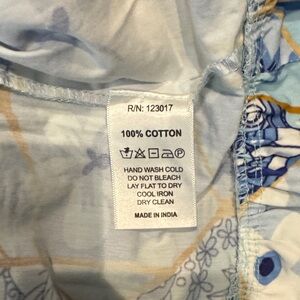 R/N: 123017
100% COTTON
HAND WASH COLD
DO NOT BLEACH
LAY FLAT TO DRY
COOL IRON
DRY CLEAN
MADE IN INDIA